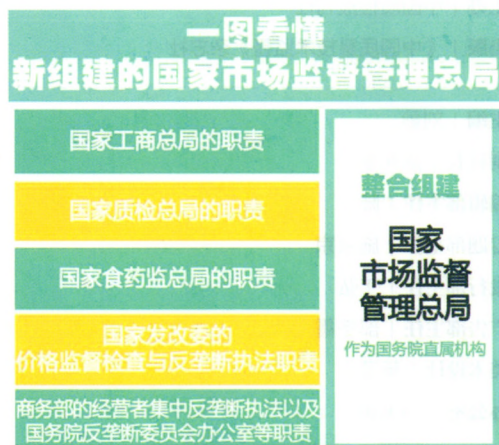 一图看懂
新组建的国家市场监督管理总局
国家工商总局的职责
国家质检总局的职责
国家食药监总局的职责
国家发改委的
价格监督检查与反垄断执法职责
商务部的经营者集中反垄断执法以及
国务院反垄断委员会办公室等职责
整合组建
国家
市场监督
管理总局
作为国务院直属机构